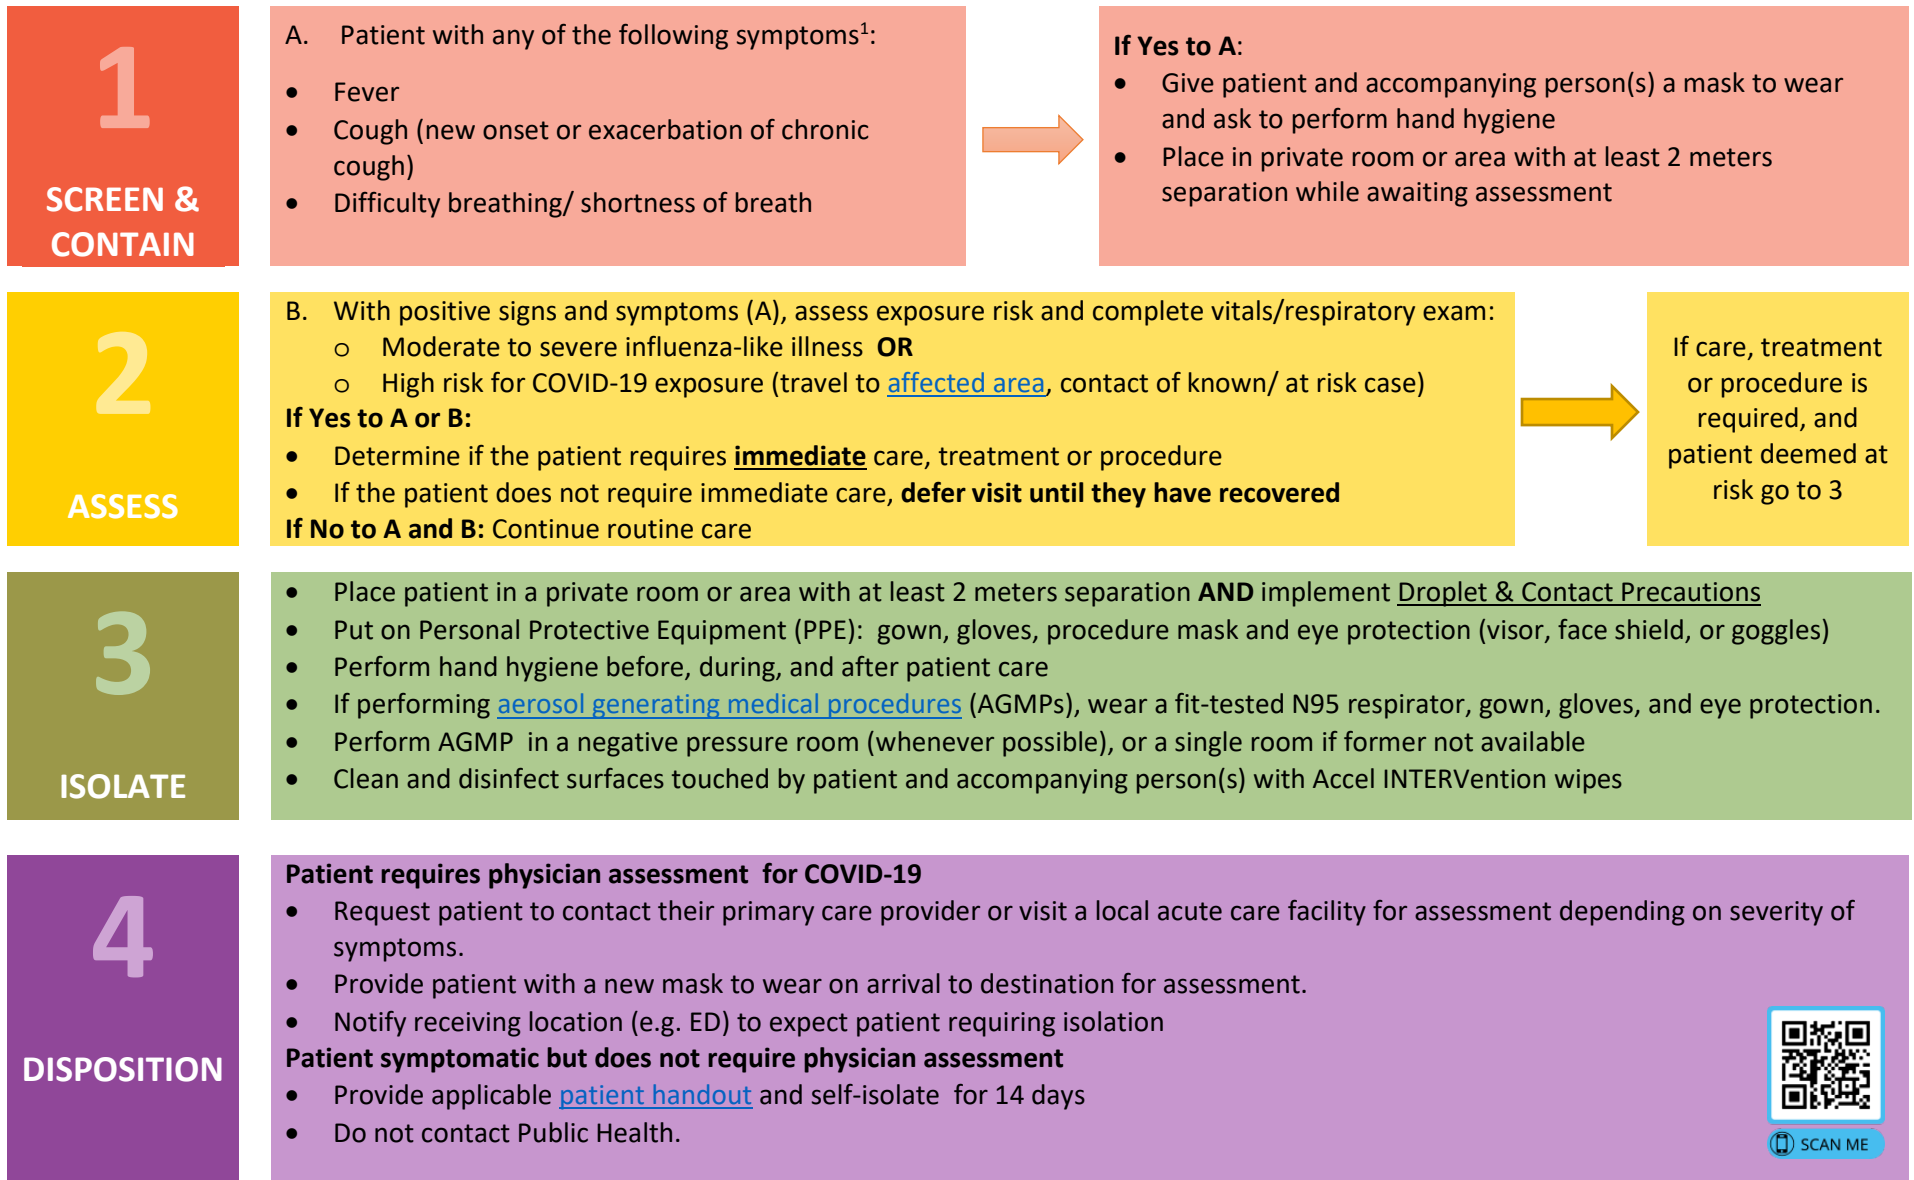 1
SCREEN &
CONTAIN
A. Patient with any of the following symptoms¹:
• Fever
• Cough (new onset or exacerbation of chronic
cough)
• Difficulty breathing/ shortness of breath
If Yes to A:
• Give patient and accompanying person(s) a mask to wear
and ask to perform hand hygiene
• Place in private room or area with at least 2 meters
separation while awaiting assessment
2
ASSESS
B. With positive signs and symptoms (A), assess exposure risk and complete vitals/respiratory exam:
o Moderate to severe influenza-like illness OR
o High risk for COVID-19 exposure (travel to affected area, contact of known/ at risk case)
If Yes to A or B:
• Determine if the patient requires immediate care, treatment or procedure
• If the patient does not require immediate care, defer visit until they have recovered
If No to A and B: Continue routine care
If care, treatment
or procedure is
required, and
patient deemed at
risk go to 3
3
ISOLATE
• Place patient in a private room or area with at least 2 meters separation AND implement Droplet & Contact Precautions
• Put on Personal Protective Equipment (PPE): gown, gloves, procedure mask and eye protection (visor, face shield, or goggles)
• Perform hand hygiene before, during, and after patient care
• If performing aerosol generating medical procedures (AGMPs), wear a fit-tested N95 respirator, gown, gloves, and eye protection.
• Perform AGMP in a negative pressure room (whenever possible), or a single room if former not available
• Clean and disinfect surfaces touched by patient and accompanying person(s) with Accel INTERVention wipes
4
DISPOSITION
Patient requires physician assessment for COVID-19
• Request patient to contact their primary care provider or visit a local acute care facility for assessment depending on severity of
symptoms.
• Provide patient with a new mask to wear on arrival to destination for assessment.
• Notify receiving location (e.g. ED) to expect patient requiring isolation
Patient symptomatic but does not require physician assessment
• Provide applicable patient handout and self-isolate for 14 days
• Do not contact Public Health.
SCAN ME